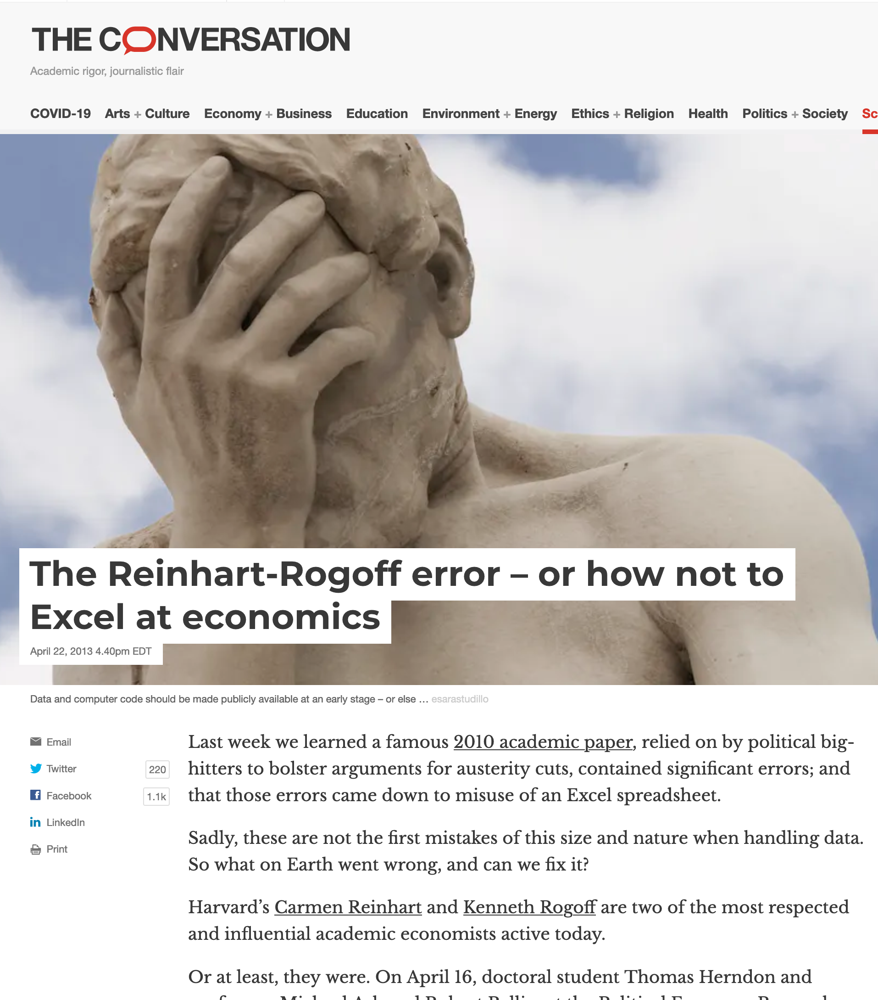 THE CONVERSATION
Academic rigor, journalistic flair
COVID-19 Arts + Culture Economy + Business Education Environment + Energy Ethics + Religion Health Politics + Society Sc
The Reinhart-Rogoff error – or how not to
Excel at economics
April 22, 2013 4.40pm EDT
Data and computer code should be made publicly available at an early stage – or else … esarastudillo
Email
Twitter 220
Facebook 1.1k
LinkedIn
Print
Last week we learned a famous 2010 academic paper, relied on by political big-
hitters to bolster arguments for austerity cuts, contained significant errors; and
that those errors came down to misuse of an Excel spreadsheet.
Sadly, these are not the first mistakes of this size and nature when handling data.
So what on Earth went wrong, and can we fix it?
Harvard’s Carmen Reinhart and Kenneth Rogoff are two of the most respected
and influential academic economists active today.
Or at least, they were. On April 16, doctoral student Thomas Herndon and